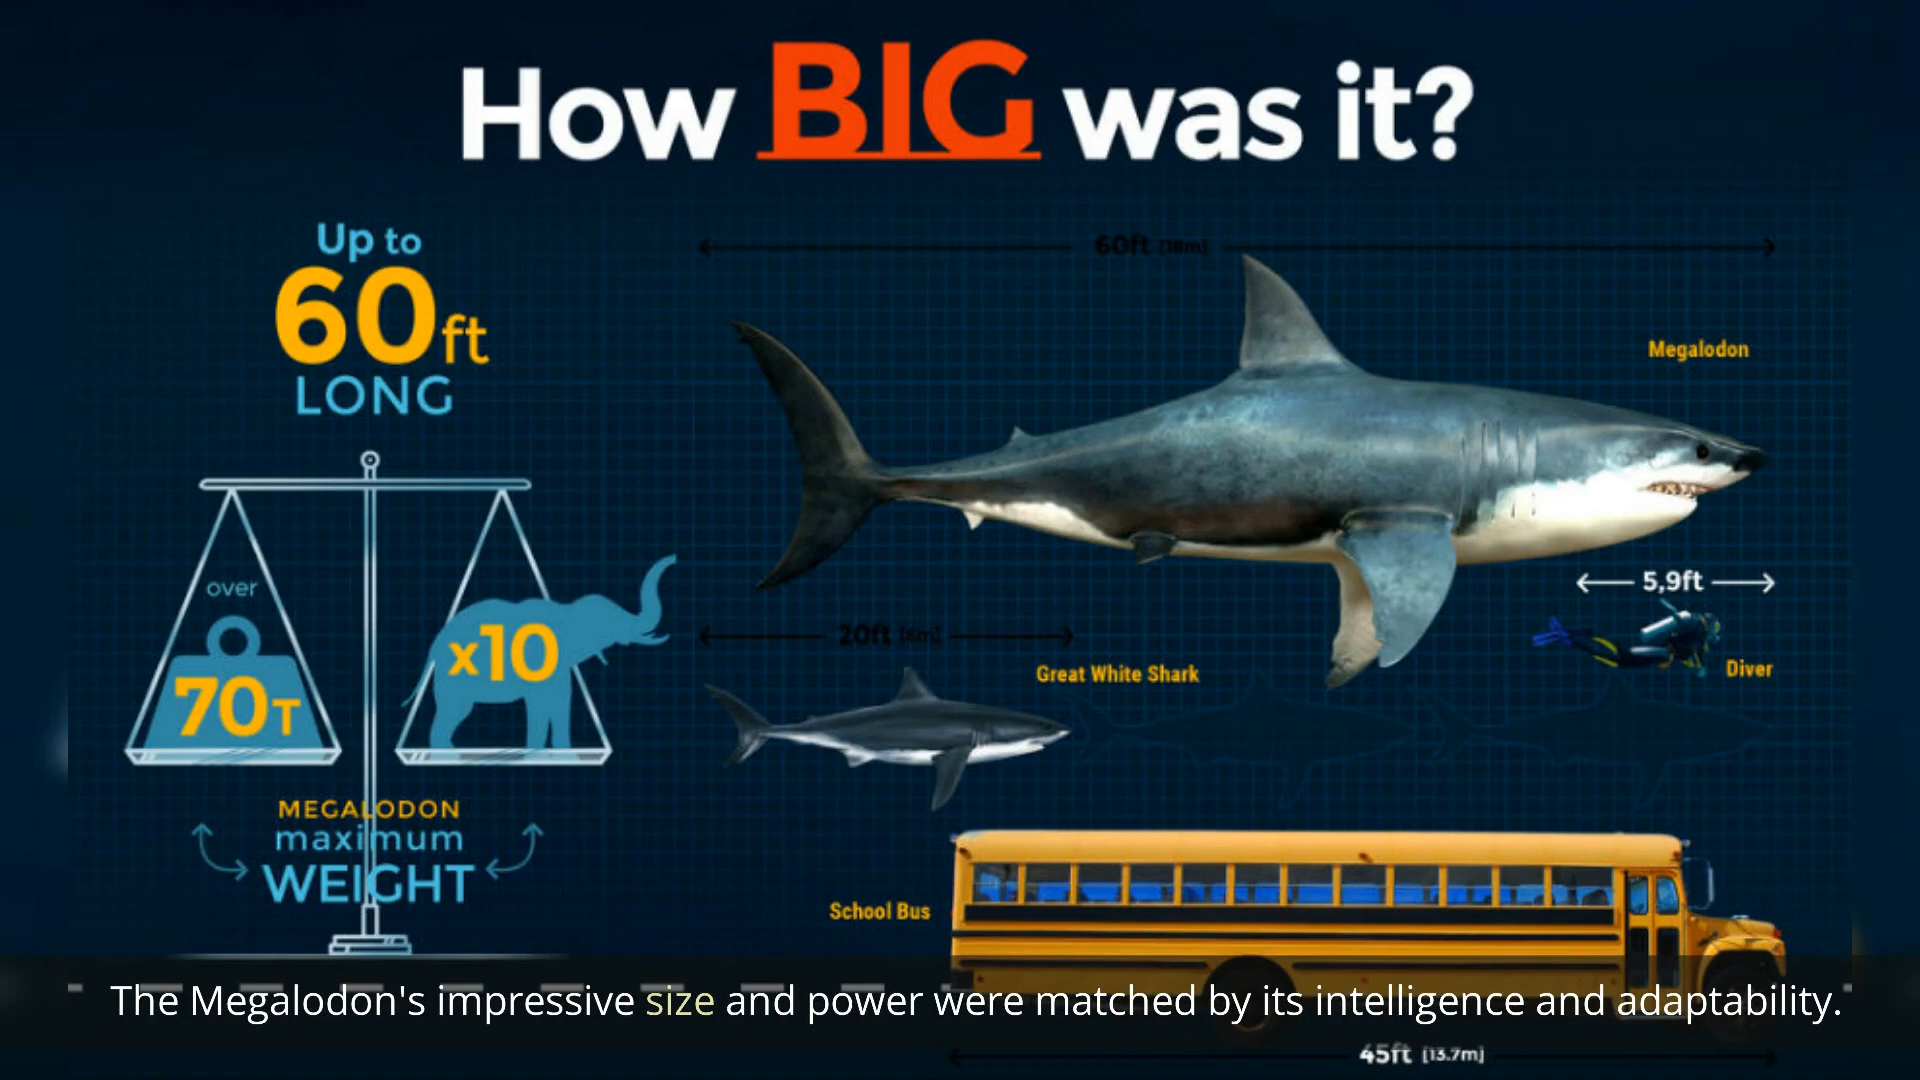 How BIG was it?
Up to
60ft
LONG
60ft [18m]
Megalodon
5,9ft
Diver
20ft [6m]
Great White Shark
over
70T
x10
MEGALODON
maximum
WEIGHT
School Bus
The Megalodon's impressive size and power were matched by its intelligence and adaptability.
45ft [13.7m]